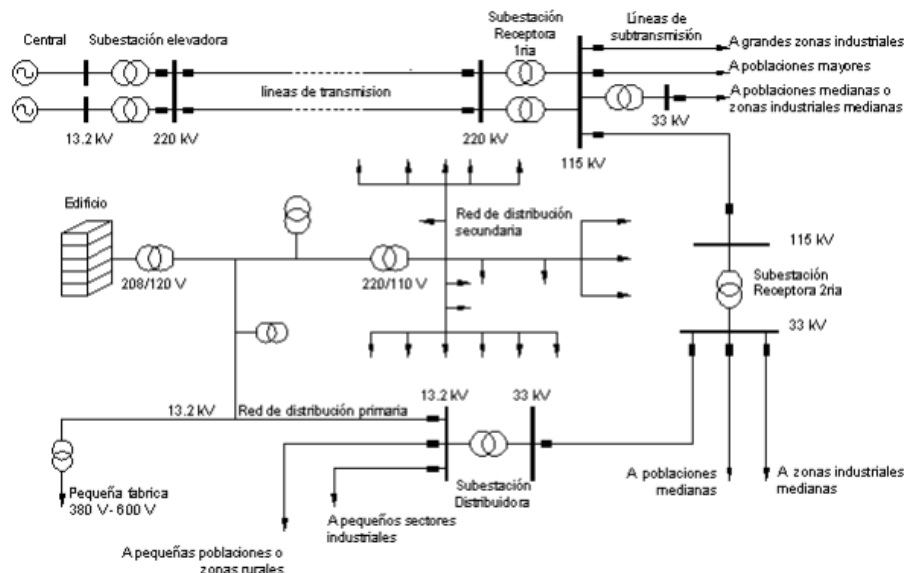 Central
Subestación elevadora
Subestación
Receptora
1ria
Líneas de
subtransmisión
A grandes zonas industriales
A poblaciones mayores
A poblaciones medianas o
zonas industriales medianas
líneas de transmision
13.2 kV
220 kV
220 kV
115 kV
33 kV
Edificio
208/120 V
220/110 V
Red de distribución
secundaria
115 kV
Subestación
Receptora 2ria
33 kV
13.2 kV
Red de distribución primaria
13.2 kV
33 kV
Subestación
Distribuidora
Pequeña fabrica
380 V- 600 V
A pequeños sectores
industriales
A pequeñas poblaciones o
zonas rurales
A poblaciones
medianas
A zonas industriales
medianas